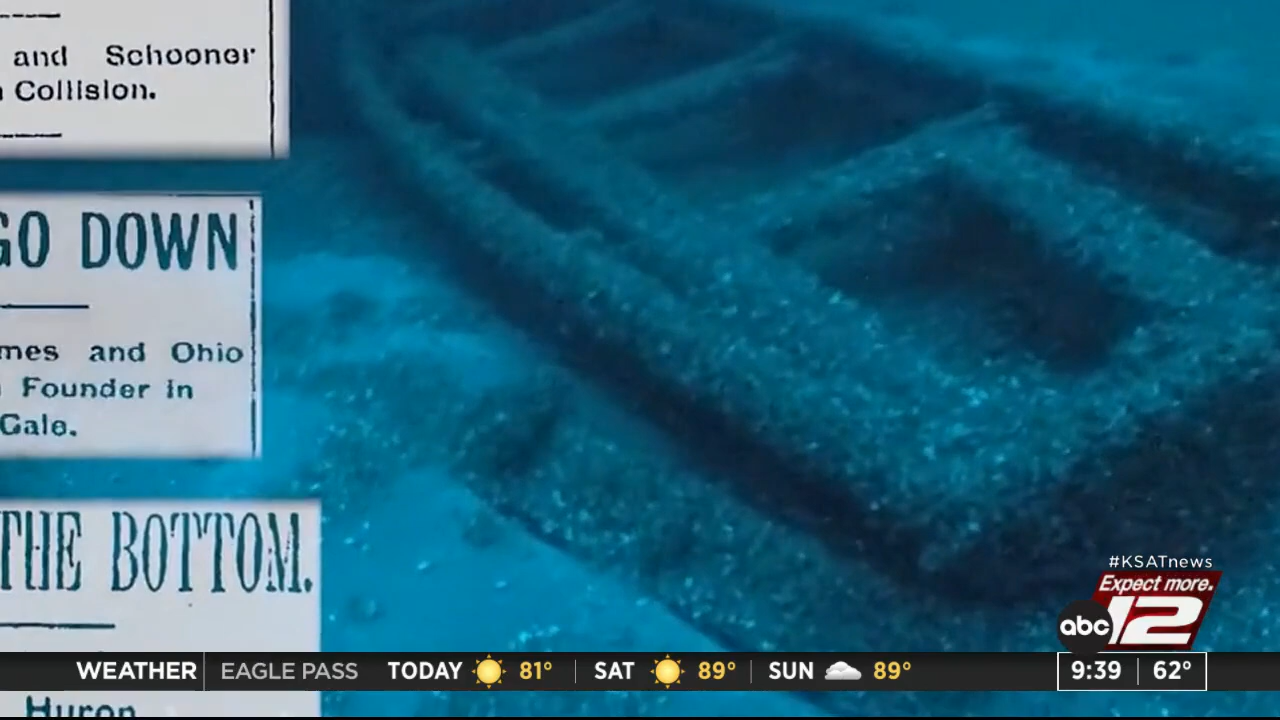 and Schooner
Collision.
GO DOWN
mes and Ohio
Founder in
Gale.
THE BOTTOM.
Huron
#KSATnews
Expect more.
abc 12
WEATHER EAGLE PASS TODAY 81° SAT 89° SUN 89° 9:39 62°